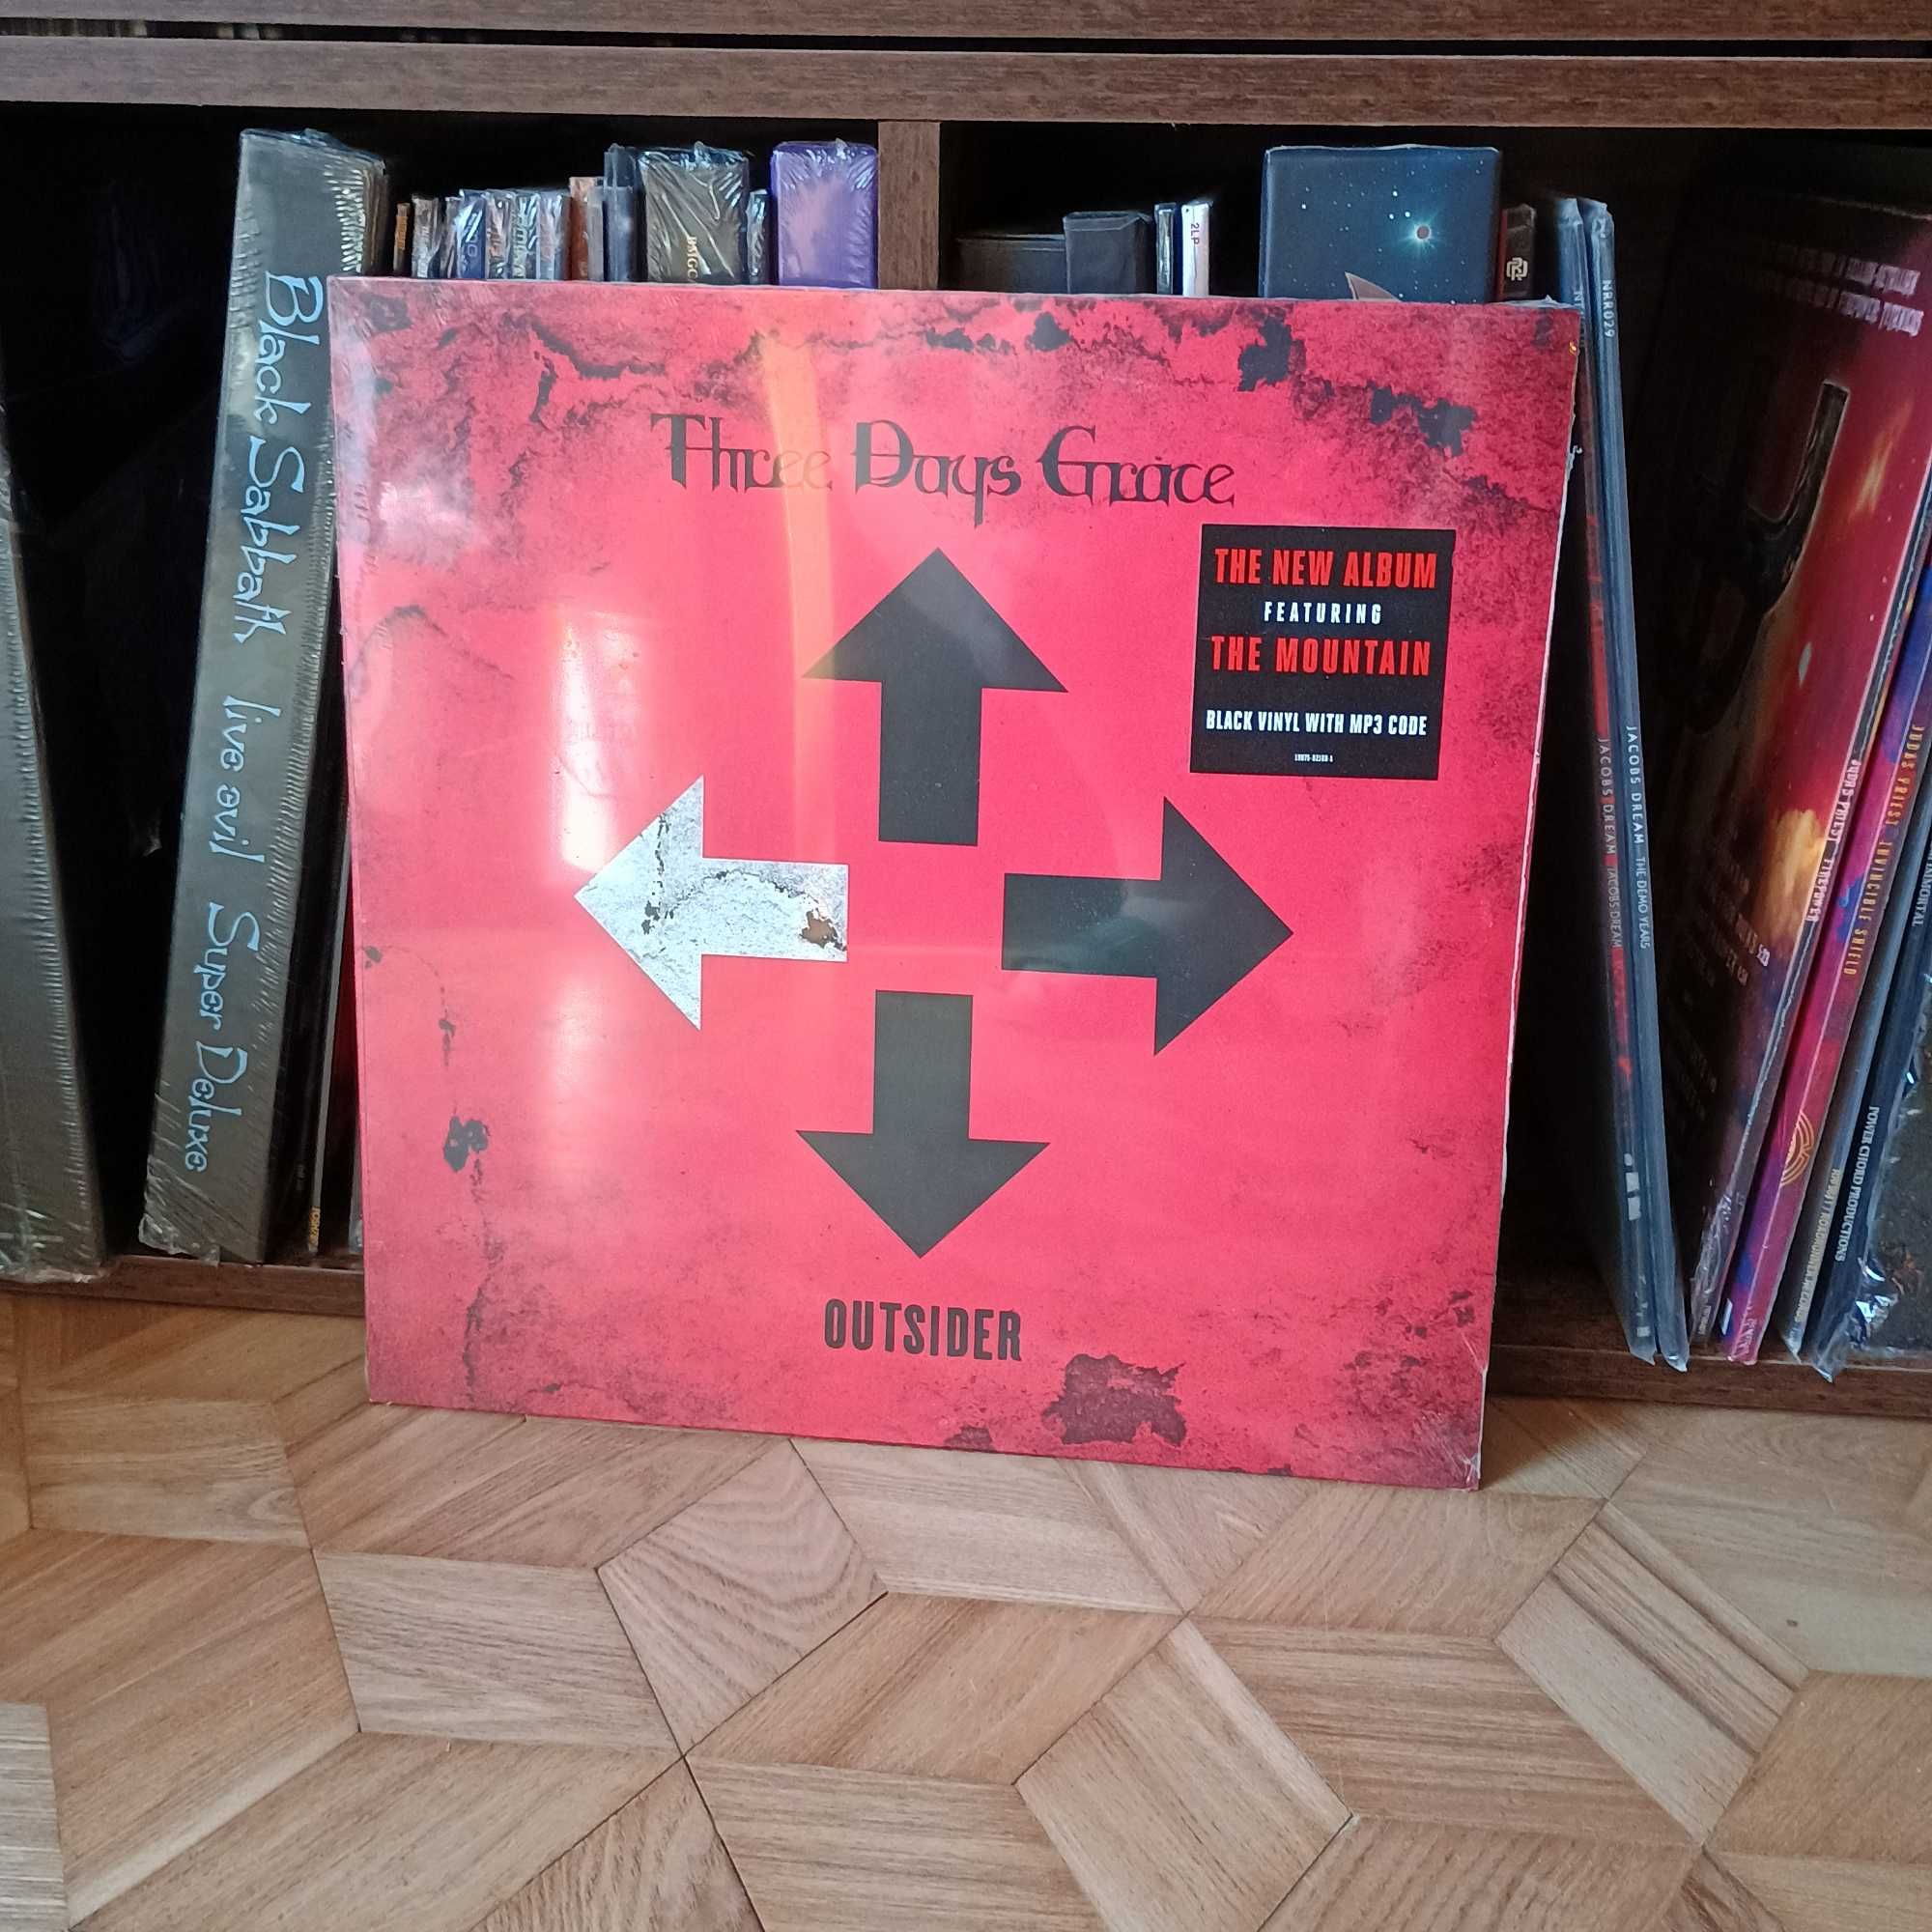 Three Days Grace
THE NEW ALBUM
FEATURING
THE MOUNTAIN
BLACK VINYL WITH MP3 CODE
OUTSIDER
Black Sabbath live evil Super Deluxe
BMGC
2LP
NRR029
JACOBS DREAM THE DEMO YEARS
JACOBS DREAM JACOBS DREAM
JUDAS PRIEST FIREPOWER
JUDAS PRIEST INVINCIBLE SHIELD
POWER CHORD PRODUCTIONS